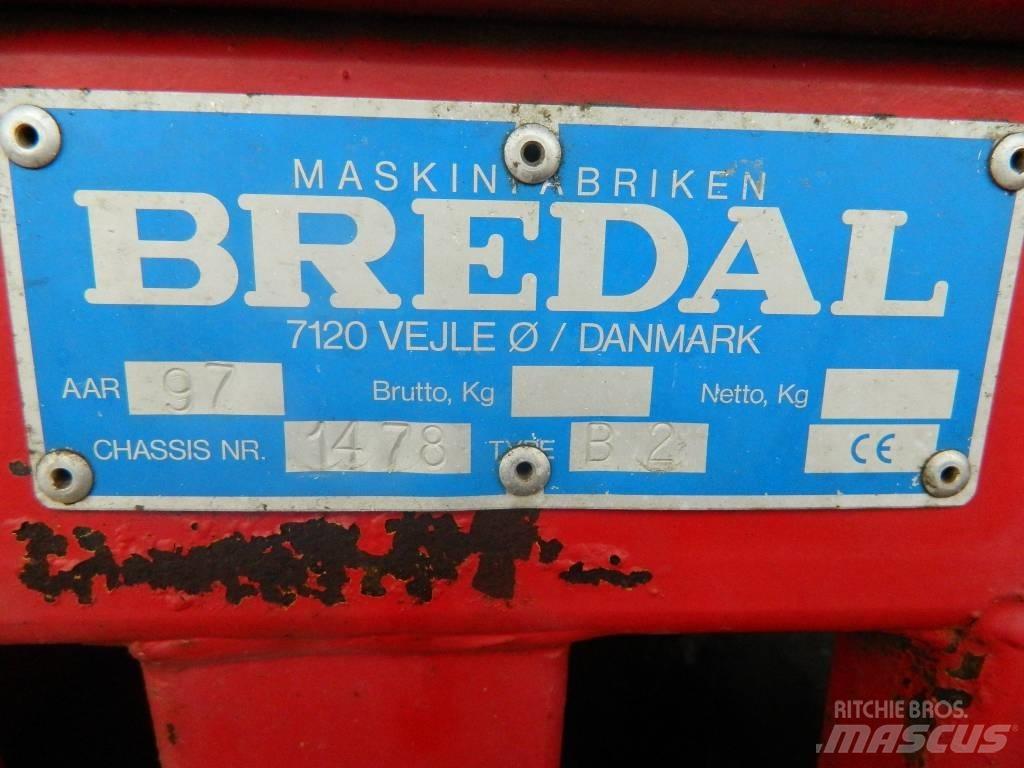 MASKINFABRIKEN
BREDAL
7120 VEJLE Ø / DANMARK
AAR 97 Brutto, Kg Netto, Kg
CHASSIS NR. 1478 TYPE B 2 CE
RITCHIE BROS.
MASCUS